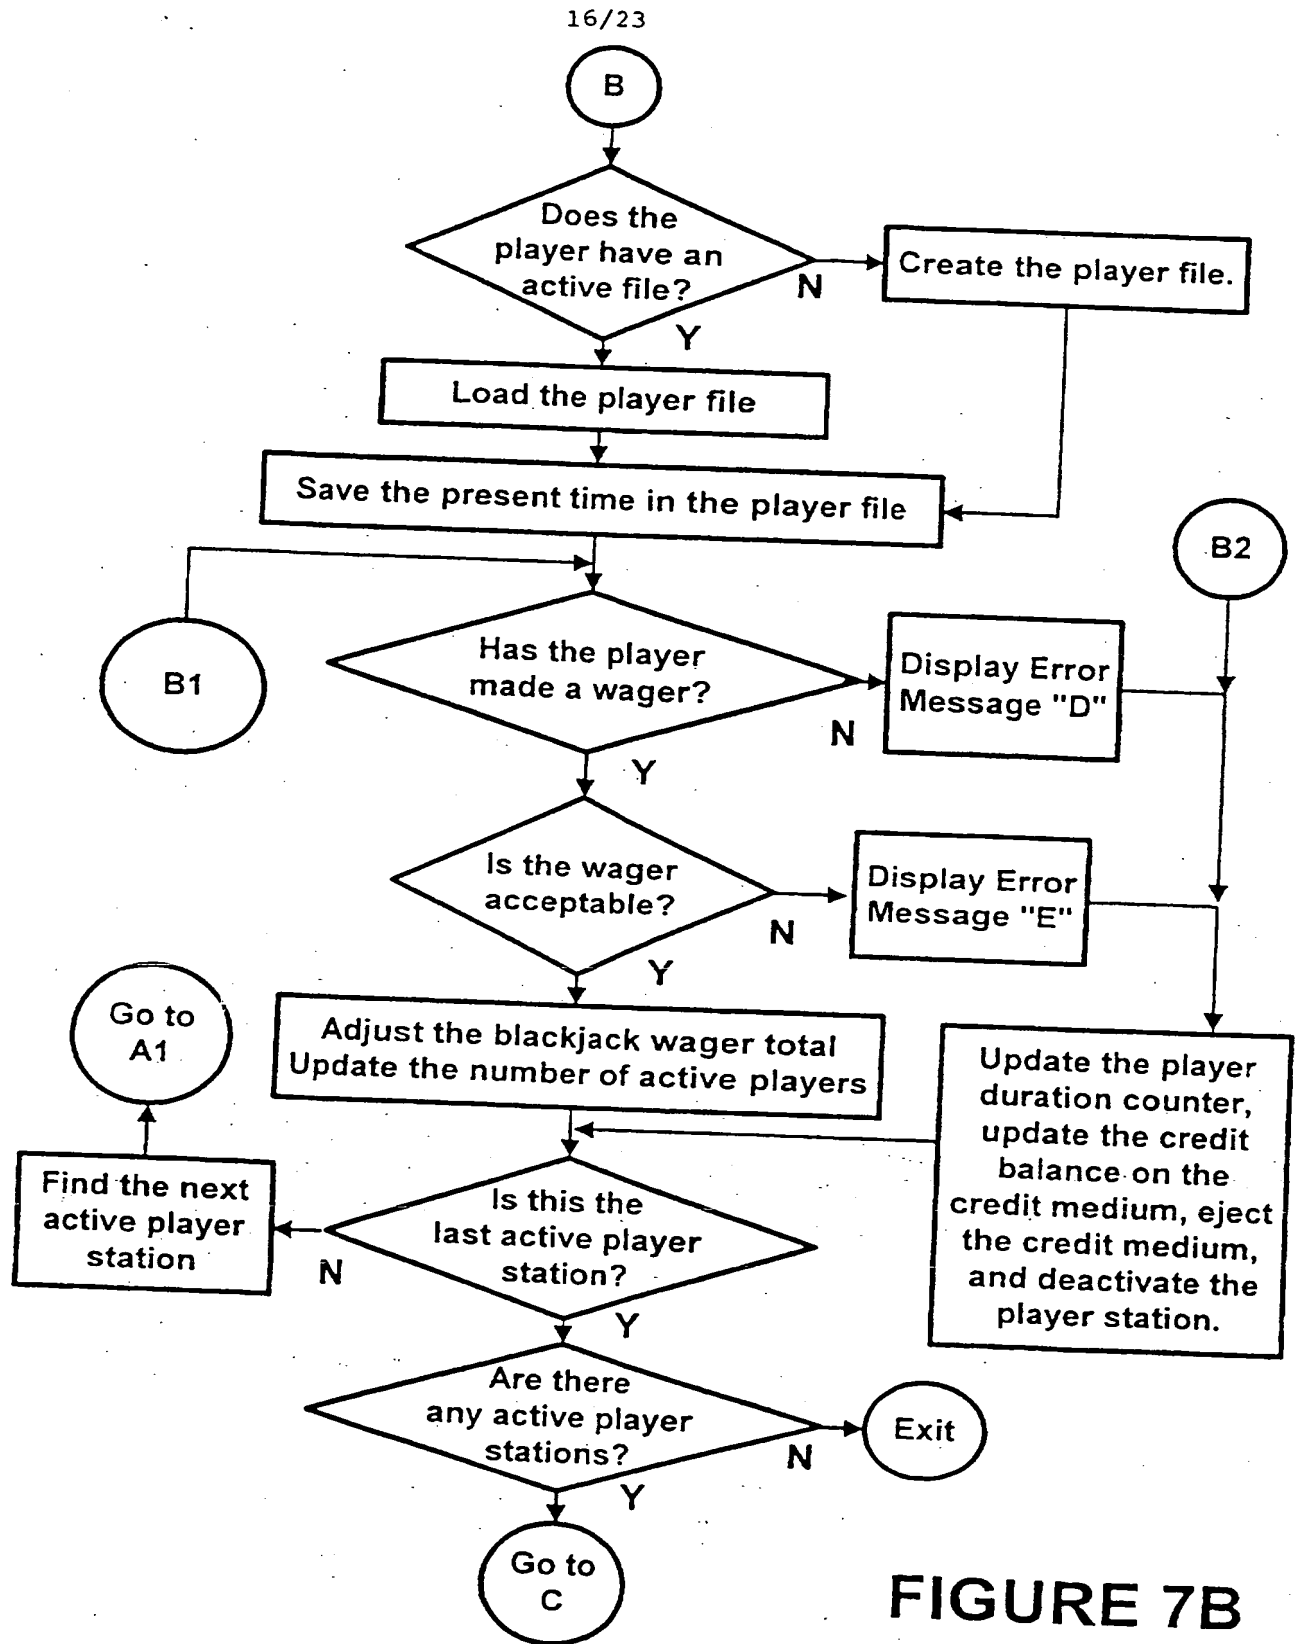 16/23
B
Does the
player have an
active file?
N
Create the player file.
Y
Load the player file
Save the present time in the player file
B2
B1
Has the player
made a wager?
N
Display Error
Message "D"
Y
Is the wager
acceptable?
N
Display Error
Message "E"
Y
Go to
A1
Adjust the blackjack wager total
Update the number of active players
Update the player
duration counter,
update the credit
balance on the
credit medium, eject
the credit medium,
and deactivate the
player station.
Find the next
active player
station
N
Is this the
last active player
station?
Y
Are there
any active player
stations?
N
Exit
Y
Go to
C
FIGURE 7B